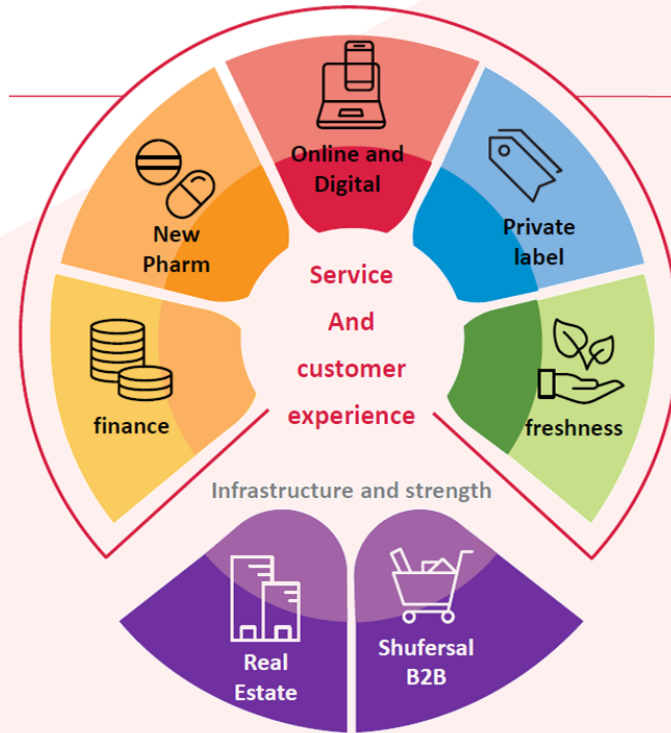 Online and
Digital
New
Pharm
Private
label
Service
And
customer
experience
finance
freshness
Infrastructure and strength
Real
Estate
Shufersal
B2B